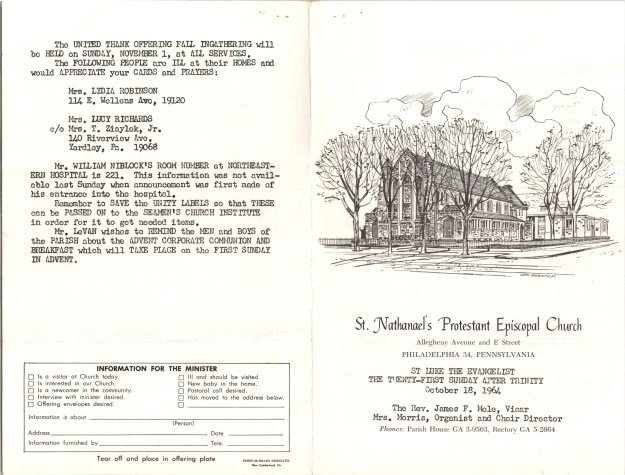 The UNITED THANK OFFERING FALL INGATHERING will
be HELD on SUNDAY, NOVEMBER 1, at ALL SERVICES.
The FOLLOWING PEOPLE are ILL at their HOMES and
would APPRECIATE your CARDS and PRAYERS:
Mrs. LYDIA ROBINSON
114 E. Wellens Ave, 19120
Mrs. LUCY RICHARDS
c/o Mrs. T. Ziaylek, Jr.
140 Riverview Ave.
Yardley, Pa. 19068
Mr. WILLIAM NIBLOCK'S ROOM NUMBER at NORTHEAST-
ERN HOSPITAL is 221. This information was not avai-
lable last Sunday when announcement was first made of
his entrance into the hospital.
Remember to SAVE the UNITY LABELS so that THESE
can be PASSED ON to the SEAMEN'S CHURCH INSTITUTE
in order for it to get needed items.
Mr. LeVAN wishes to REMIND the MEN and BOYS of
the PARISH about the ADVENT CORPORATE COMMUNION AND
BREAKFAST which will TAKE PLACE on the FIRST SUNDAY
IN ADVENT.
INFORMATION FOR THE MINISTER
Is a visitor at Church today.
Is interested in our Church.
Is a newcomer in the community.
Interview with minister desired.
Offering envelopes desired.
Ill and should be visited.
New baby in the home.
Pastoral call desired.
Has moved to the address below.
Information is about
(Person)
Address Date
Information furnished by Tele.
Tear off and place in offering plate
New Cumberland, Pa.
St. Nathanael's Protestant Episcopal Church
Allegheny Avenue and E Street
PHILADELPHIA 34, PENNSYLVANIA
ST LUKE THE EVANGELIST
THE TWENTY-FIRST SUNDAY AFTER TRINITY
October 18, 1964
The Rev. James F. Mole, Vicar
Mrs. Morris, Organist and Choir Director
Phones: Parish House GA 3-9563, Rectory GA 5-2664